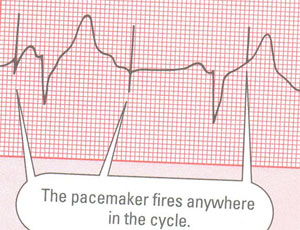 The pacemaker fires anywhere
in the cycle.